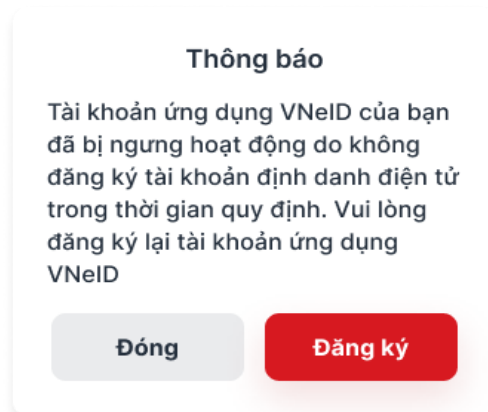 Thông báo
Tài khoản ứng dụng VNeID của bạn
đã bị ngưng hoạt động do không
đăng ký tài khoản định danh điện tử
trong thời gian quy định. Vui lòng
đăng ký lại tài khoản ứng dụng
VNeID
Đóng
Đăng ký